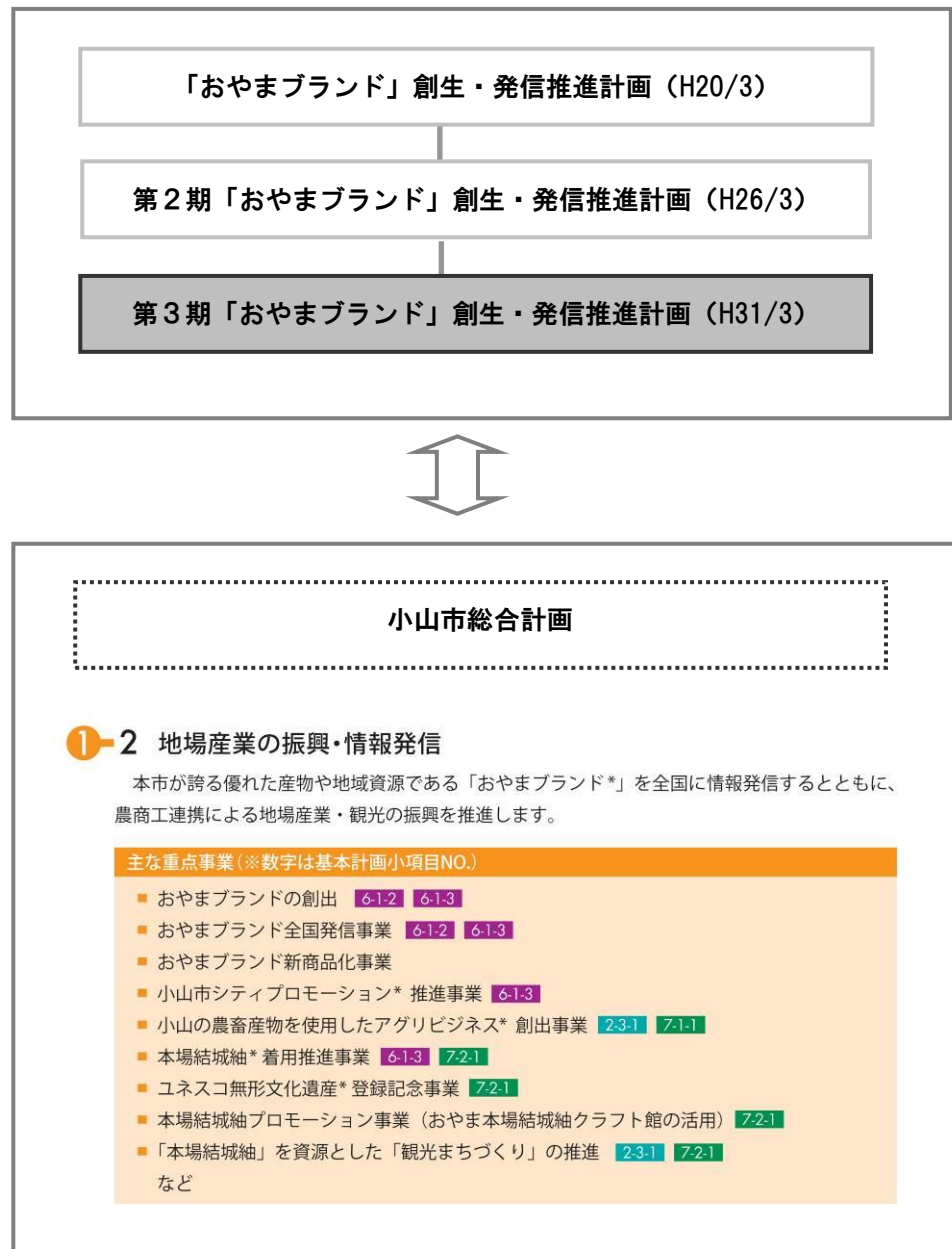 「おやまブランド」創生・発信推進計画（H20/3）
第２期「おやまブランド」創生・発信推進計画（H26/3）
第３期「おやまブランド」創生・発信推進計画（H31/3）
小山市総合計画
1-2 地場産業の振興・情報発信
本市が誇る優れた産物や地域資源である「おやまブランド*」を全国に情報発信するとともに、
農商工連携による地場産業・観光の振興を推進します。
主な重点事業（※数字は基本計画小項目NO.）
■ おやまブランドの創出 6-1-2 6-1-3
■ おやまブランド全国発信事業 6-1-2 6-1-3
■ おやまブランド新商品化事業
■ 小山市シティプロモーション* 推進事業 6-1-3
■ 小山の農畜産物を使用したアグリビジネス* 創出事業 2-3-1 7-1-1
■ 本場結城紬* 着用推進事業 6-1-3 7-2-1
■ ユネスコ無形文化遺産* 登録記念事業 7-2-1
■ 本場結城紬プロモーション事業（おやま本場結城紬クラフト館の活用） 7-2-1
■ 「本場結城紬」を資源とした「観光まちづくり」の推進 2-3-1 7-2-1
など